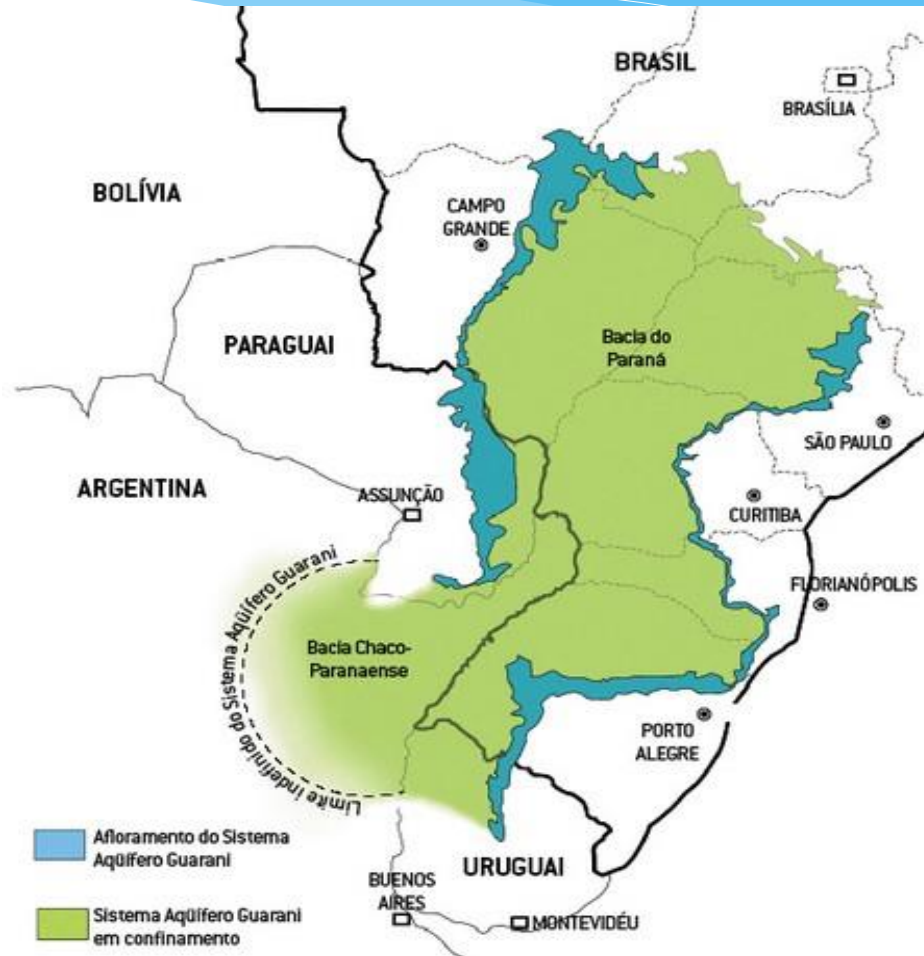 BRASIL
BRASÍLIA
BOLÍVIA
CAMPO
GRANDE
PARAGUAI
Bacia do
Paraná
SÃO PAULO
ARGENTINA
ASSUNÇÃO
CURITIBA
FLORIANÓPOLIS
Limite indefinido do Sistema Aqüífero Guarani
Bacia Chaco-
Paranaense
PORTO
ALEGRE
Afloramento do Sistema
Aqüífero Guarani
URUGUAI
BUENOS
AIRES
MONTEVIDÉU
Sistema Aqüífero Guarani
em confinamento